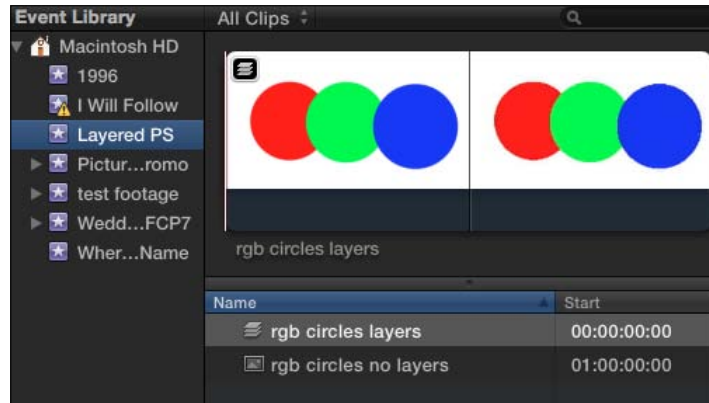 Event Library
All Clips
Macintosh HD
1996
I Will Follow
Layered PS
Pictur...romo
test footage
Wedd...FCP7
Wher...Name
rgb circles layers
Name Start
rgb circles layers 00:00:00:00
rgb circles no layers 01:00:00:00